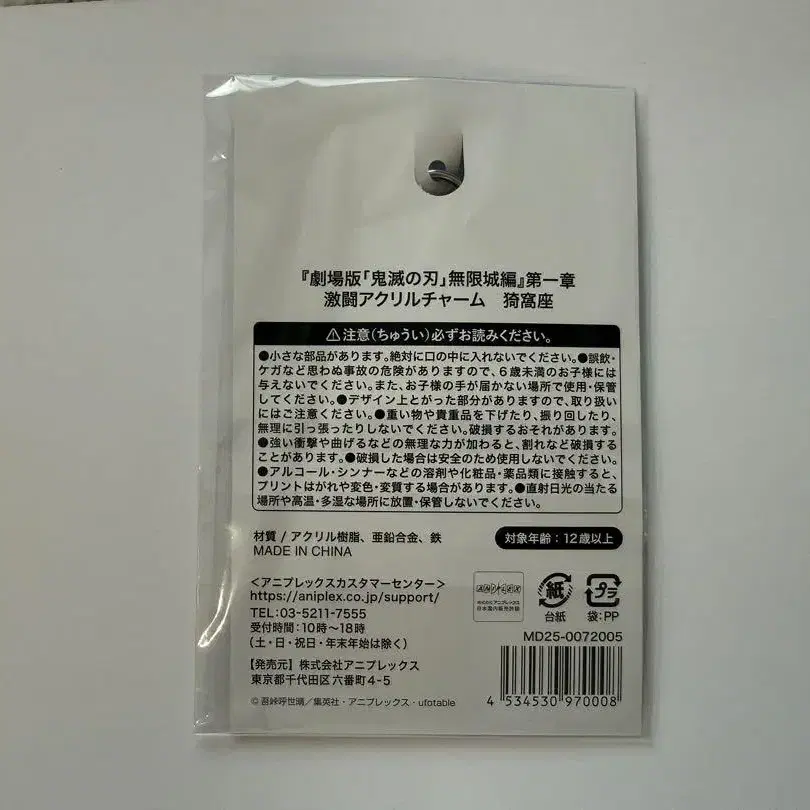 『劇場版「鬼滅の刃」無限城編』第一章
激闘アクリルチャーム 猗窩座
⚠注意(ちゅうい)必ずお読みください。
●小さな部品があります。絶対に口の中に入れないでください。●誤飲・
ケガなど思わぬ事故の危険がありますので、6歳未満のお子様には
与えないでください。また、お子様の手が届かない場所で使用・保管
してください。●デザイン上とがった部分がありますので、取り扱い
にはご注意ください。●重い物や貴重品を下げたり、振り回したり、
無理に引っ張ったりしないでください。破損するおそれがあります。
●強い衝撃や曲げるなどの無理な力が加わると、割れなど破損する
ことがあります。●破損した場合は安全のため使用しないでください。
●アルコール・シンナーなどの溶剤や化粧品・薬品類に接触すると、
プリントはがれや変色・変質する場合があります。●直射日光の当たる
場所や高温・多湿な場所に放置・保管しないでください。
材質 / アクリル樹脂、亜鉛合金、鉄
MADE IN CHINA
対象年齢:12歳以上
<アニプレックスカスタマーセンター>
https://aniplex.co.jp/support/
TEL:03-5211-7555
受付時間:10時~18時
(土・日・祝日・年末年始は除く)
【発売元】株式会社アニプレックス
東京都千代田区六番町4-5
©吾峠呼世晴/集英社・アニプレックス・ufotable
ANIPLEX
株式会社アニプレックス
日本国内販売許諾
紙
台紙
プラ
袋:PP
MD25-0072005
4 534530 970008